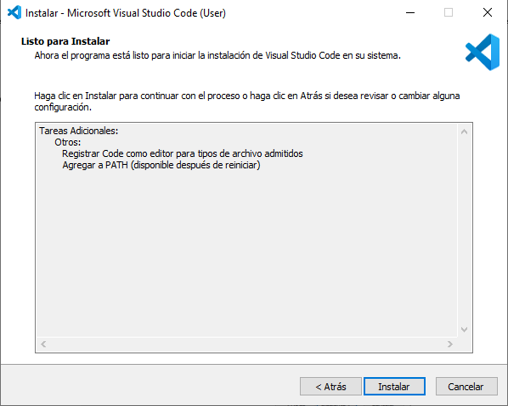 Instalar - Microsoft Visual Studio Code (User)
Listo para Instalar
Ahora el programa está listo para iniciar la instalación de Visual Studio Code en su sistema.
Haga clic en Instalar para continuar con el proceso o haga clic en Atrás si desea revisar o cambiar alguna
configuración.
Tareas Adicionales:
Otros:
Registrar Code como editor para tipos de archivo admitidos
Agregar a PATH (disponible después de reiniciar)
< Atrás
Instalar
Cancelar